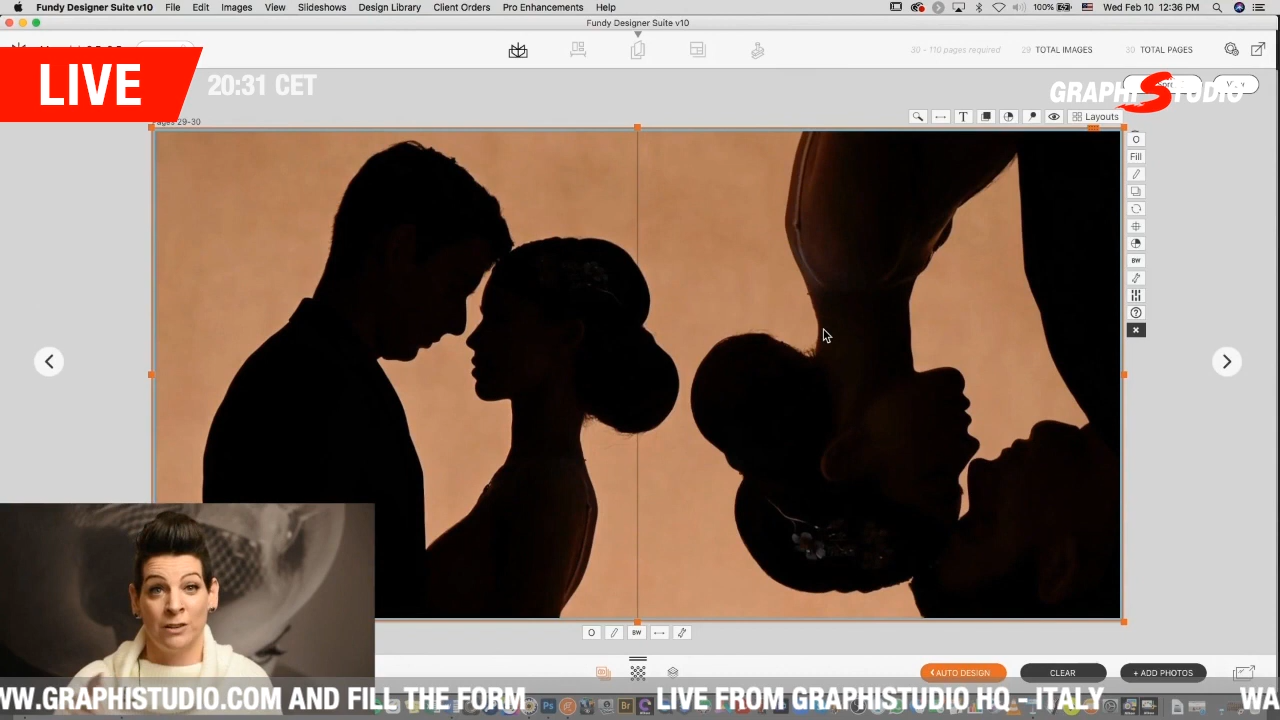 Fundy Designer Suite v10 File Edit Images View Slideshows Design Library Client Orders Pro Enhancements Help 100% Wed Feb 10 12:36 PM
Fundy Designer Suite v10
30 - 110 pages required 29 TOTAL IMAGES 30 TOTAL PAGES
LIVE
20:31 CET
GRAPHISTUDIO
Pages 29-30
T
Layouts
O
Fill
BW
O
BW
AUTO DESIGN
CLEAR
+ ADD PHOTOS
WWW.GRAPHISTUDIO.COM AND FILL THE FORM LIVE FROM GRAPHISTUDIO HQ - ITALY WA
Br